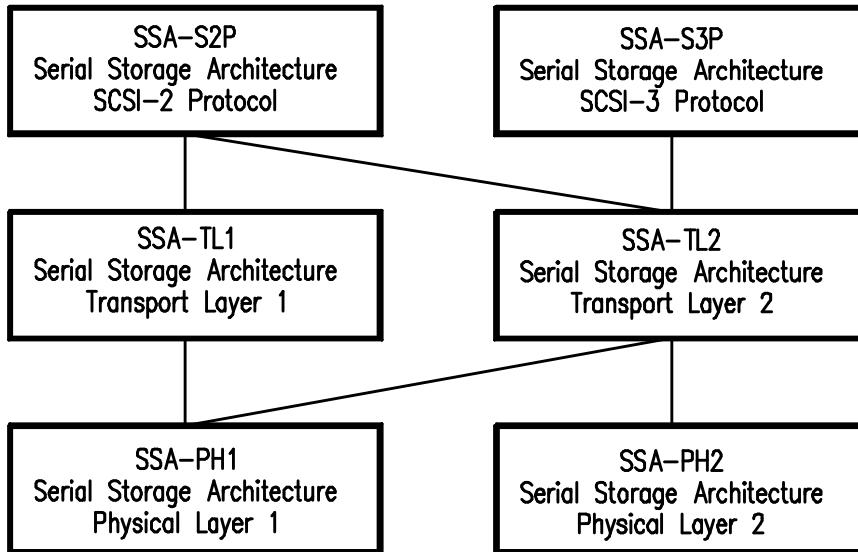 SSA-S2P
Serial Storage Architecture
SCSI-2 Protocol
SSA-S3P
Serial Storage Architecture
SCSI-3 Protocol
SSA-TL1
Serial Storage Architecture
Transport Layer 1
SSA-TL2
Serial Storage Architecture
Transport Layer 2
SSA-PH1
Serial Storage Architecture
Physical Layer 1
SSA-PH2
Serial Storage Architecture
Physical Layer 2